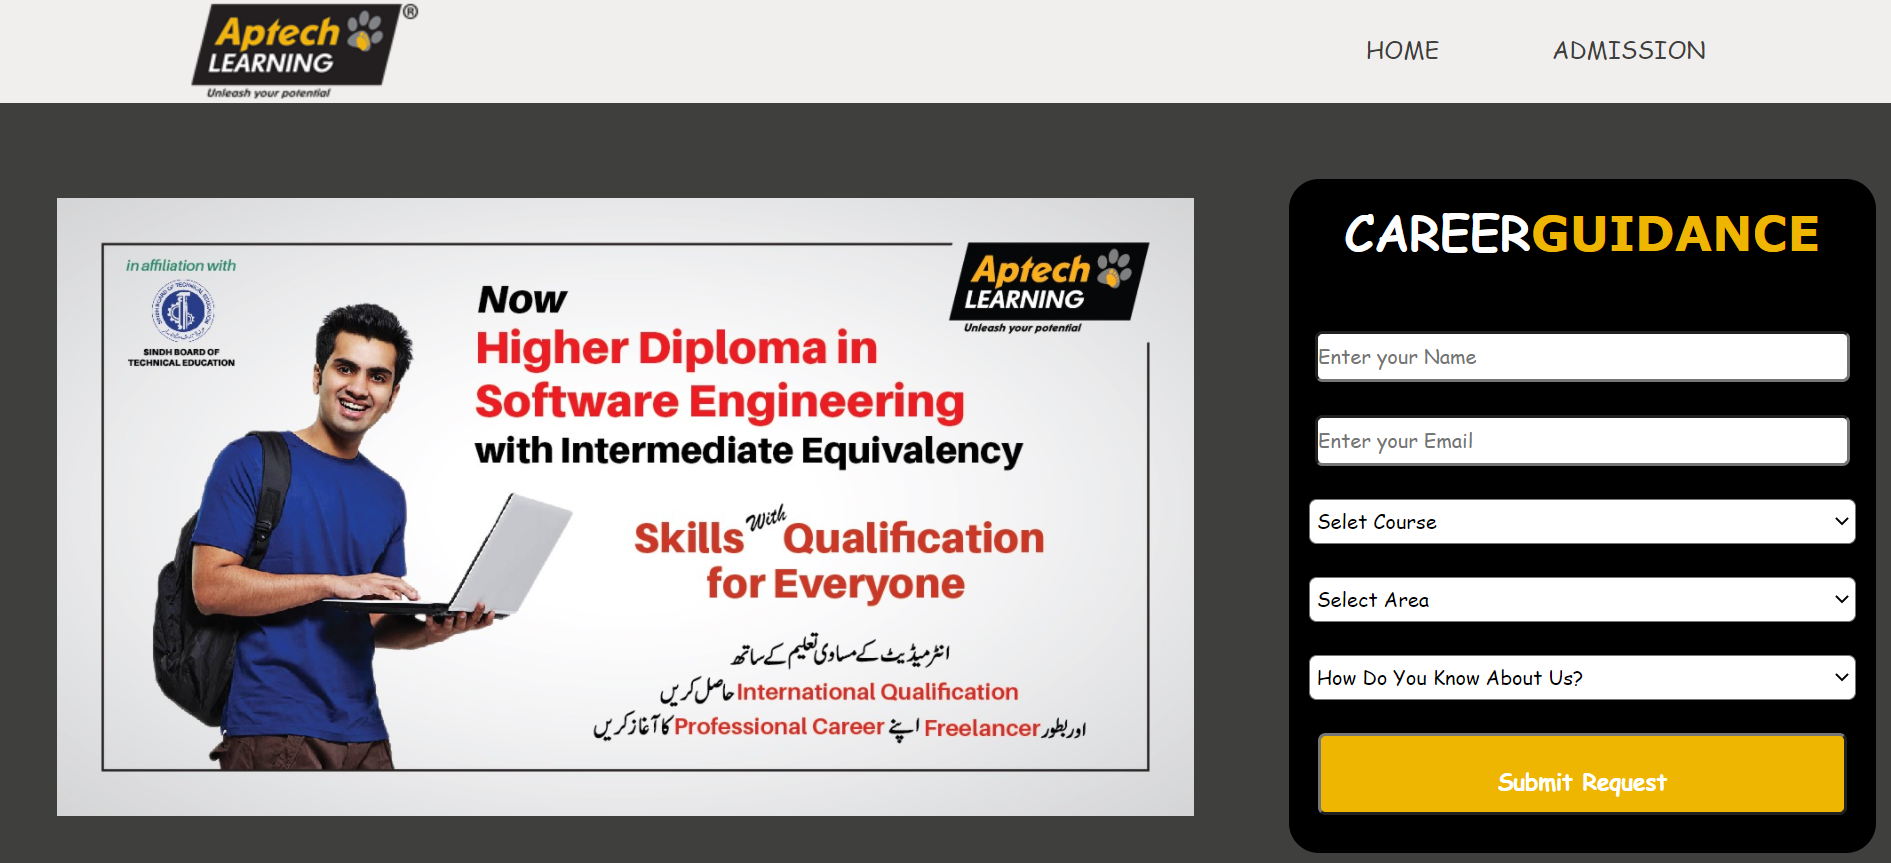 Aptech ®
LEARNING
Unleash your potential
HOME
ADMISSION
in affiliation with
SINDH BOARD OF
TECHNICAL EDUCATION
Aptech
LEARNING
Unleash your potential
Now
Higher Diploma in
Software Engineering
with Intermediate Equivalency
Skills With Qualification
for Everyone
انٹرمیڈیٹ کے مساوی تعلیم کے ساتھ
International Qualification حاصل کریں
اور بطور Freelancer اپنے Professional Career کا آغاز کریں
CAREERGUIDANCE
Enter your Name
Enter your Email
Selet Course
Select Area
How Do You Know About Us?
Submit Request